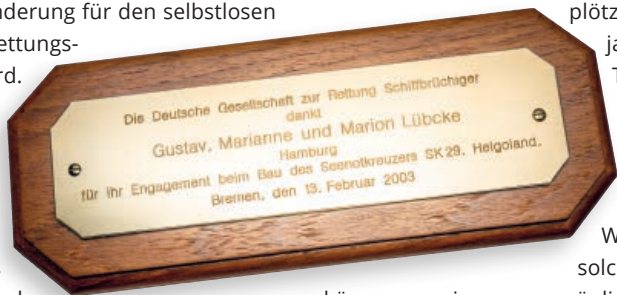 nderung für den selbstlosen
ettungs-
rd.
plötz
ja
T
W
solc
Die Deutsche Gesellschaft zur Rettung Schiffbrüchiger
dankt
Gustav, Marianne und Marion Lübcke
Hamburg
für ihr Engagement beim Bau des Seenotkreuzers SK 29, Helgoland.
Bremen, den 13. Februar 2003